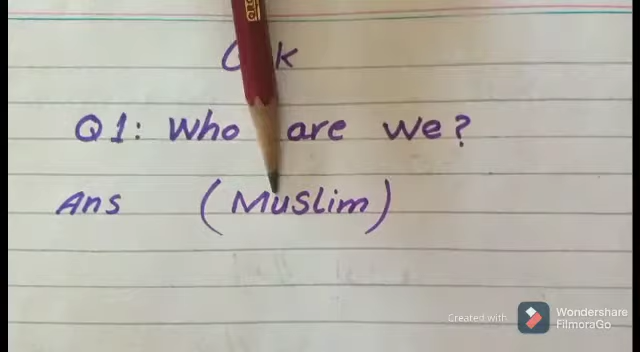 Q1: Who are we?
Ans (Muslim)
Created with
Wondershare
FilmoraGo